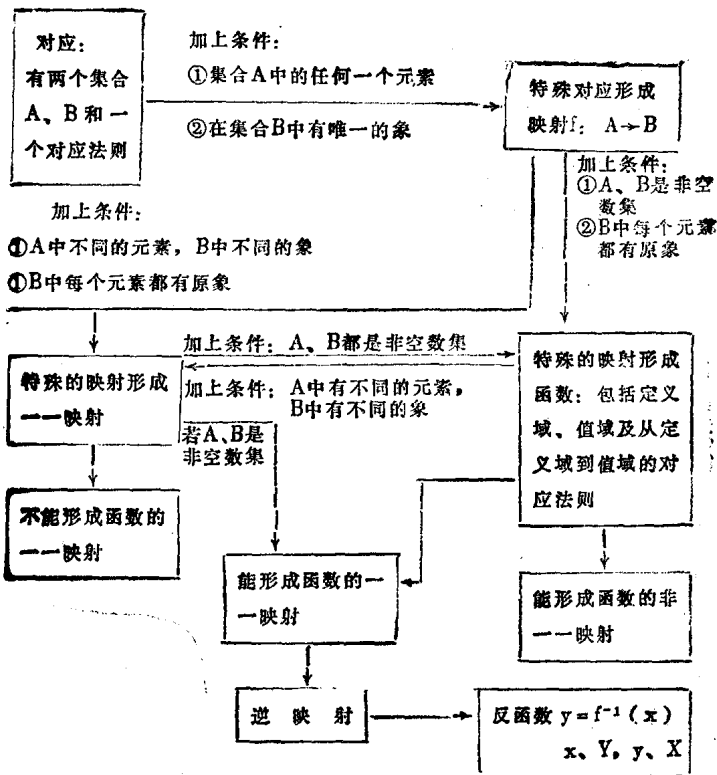 对应：
有两个集合
A、B和一
个对应法则
加上条件：
①集合A中的任何一个元素
②在集合B中有唯一的象
特殊对应形成
映射f：A→B
加上条件：
①A、B是非空
数集
②B中每个元素
都有原象
加上条件：
①A中不同的元素，B中不同的象
①B中每个元素都有原象
特殊的映射形成
一一映射
加上条件：A、B都是非空数集
加上条件：A中有不同的元素，
B中有不同的象
若A、B是
非空数集
特殊的映射形成
函数：包括定义
域、值域及从定
义域到值域的对
应法则
不能形成函数的
一一映射
能形成函数的一
一映射
能形成函数的非
一一映射
逆 映 射
反函数 y=f⁻¹(x)
x、Y，y、X